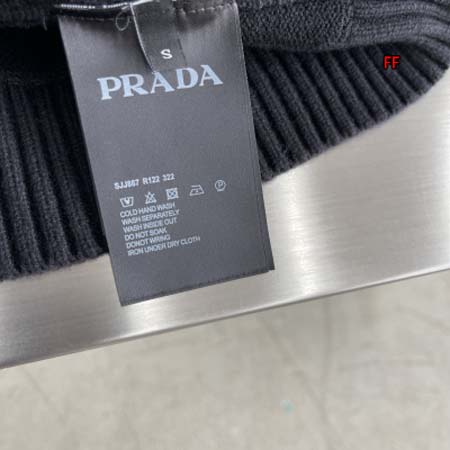 S
FF
PRADA
SJJ887 R122 322
COLD HAND WASH
WASH SEPARATELY
WASH INSIDE OUT
DO NOT SOAK
DONOT WRING
IRON UNDER DRY CLOTH